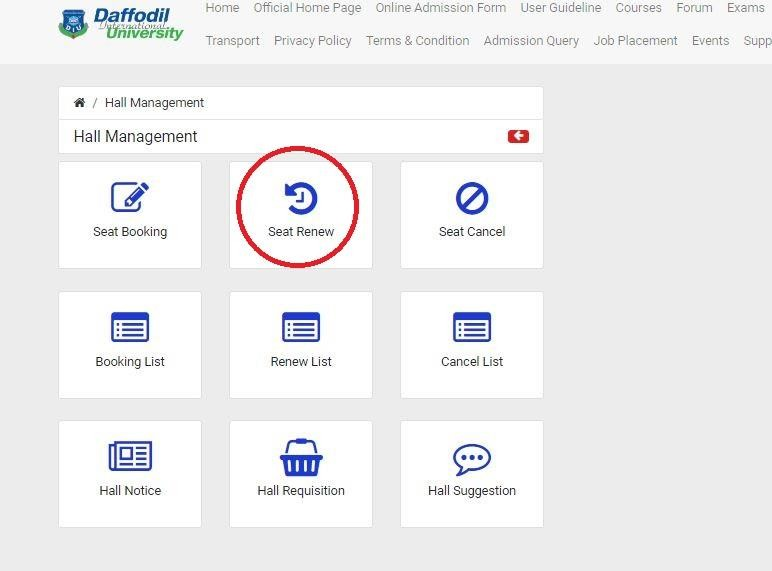 Daffodil
International
University
DIU
Home Official Home Page Online Admission Form User Guideline Courses Forum Exams
Transport Privacy Policy Terms & Condition Admission Query Job Placement Events Supp
/ Hall Management
Hall Management
Seat Booking Seat Renew Seat Cancel
Booking List Renew List Cancel List
Hall Notice Hall Requisition Hall Suggestion